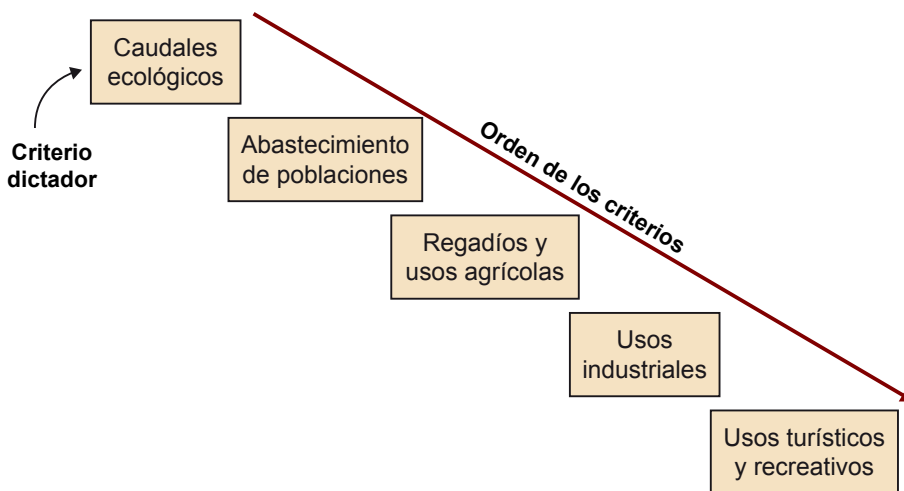 Caudales
ecológicos
Criterio
dictador
Abastecimiento
de poblaciones
Orden de los criterios
Regadíos y
usos agrícolas
Usos
industriales
Usos turísticos
y recreativos